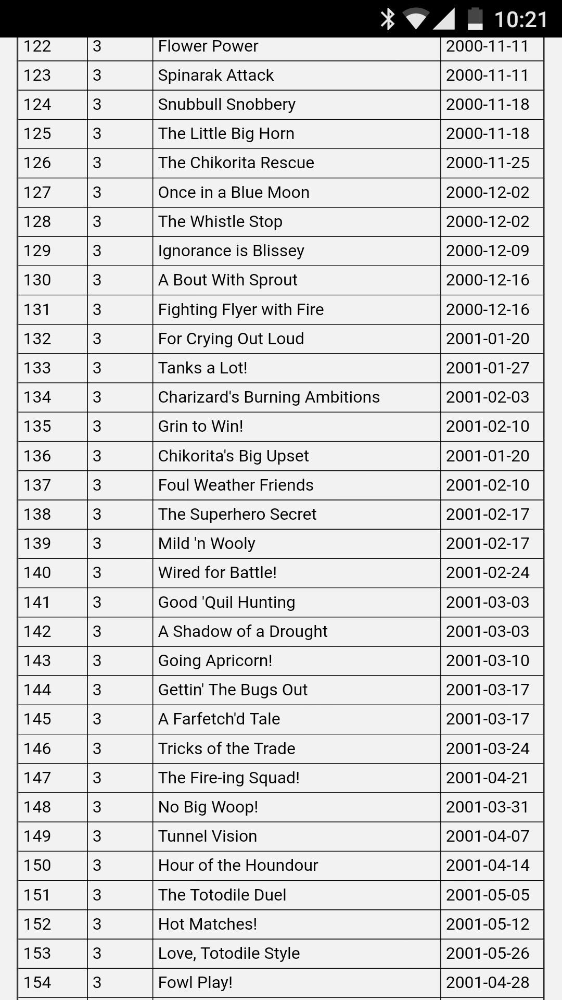 10:21
122 3 Flower Power 2000-11-11
123 3 Spinarak Attack 2000-11-11
124 3 Snubbull Snobbery 2000-11-18
125 3 The Little Big Horn 2000-11-18
126 3 The Chikorita Rescue 2000-11-25
127 3 Once in a Blue Moon 2000-12-02
128 3 The Whistle Stop 2000-12-02
129 3 Ignorance is Blissey 2000-12-09
130 3 A Bout With Sprout 2000-12-16
131 3 Fighting Flyer with Fire 2000-12-16
132 3 For Crying Out Loud 2001-01-20
133 3 Tanks a Lot! 2001-01-27
134 3 Charizard's Burning Ambitions 2001-02-03
135 3 Grin to Win! 2001-02-10
136 3 Chikorita's Big Upset 2001-01-20
137 3 Foul Weather Friends 2001-02-10
138 3 The Superhero Secret 2001-02-17
139 3 Mild 'n Wooly 2001-02-17
140 3 Wired for Battle! 2001-02-24
141 3 Good 'Quil Hunting 2001-03-03
142 3 A Shadow of a Drought 2001-03-03
143 3 Going Apricorn! 2001-03-10
144 3 Gettin' The Bugs Out 2001-03-17
145 3 A Farfetch'd Tale 2001-03-17
146 3 Tricks of the Trade 2001-03-24
147 3 The Fire-ing Squad! 2001-04-21
148 3 No Big Woop! 2001-03-31
149 3 Tunnel Vision 2001-04-07
150 3 Hour of the Houndour 2001-04-14
151 3 The Totodile Duel 2001-05-05
152 3 Hot Matches! 2001-05-12
153 3 Love, Totodile Style 2001-05-26
154 3 Fowl Play! 2001-04-28